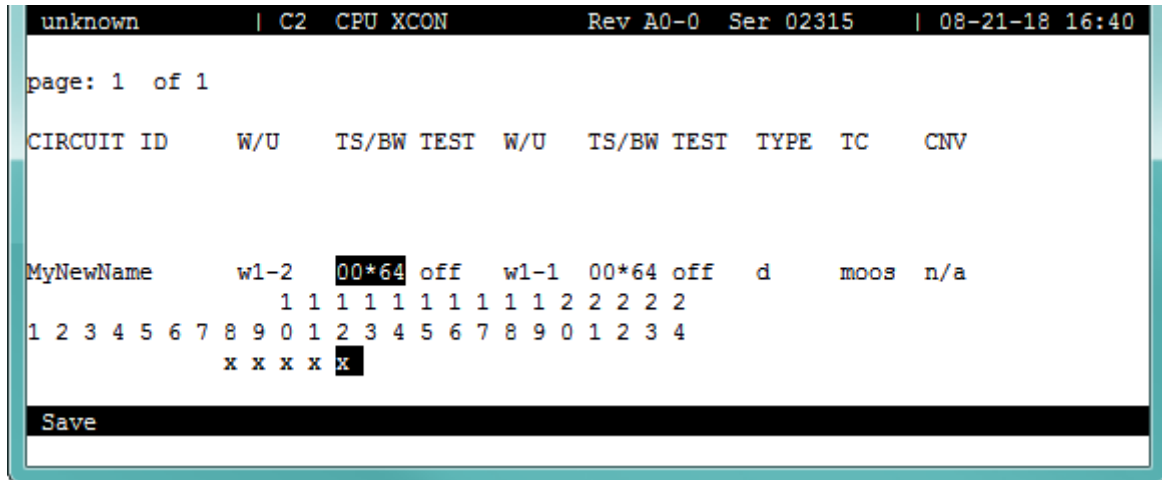 unknown | C2 CPU XCON Rev A0-0 Ser 02315 | 08-21-18 16:40
page: 1 of 1
CIRCUIT ID W/U TS/BW TEST W/U TS/BW TEST TYPE TC CNV
MyNewName w1-2 00*64 off w1-1 00*64 off d moos n/a
1 1 1 1 1 1 1 1 1 1 2 2 2 2 2
1 2 3 4 5 6 7 8 9 0 1 2 3 4 5 6 7 8 9 0 1 2 3 4
x x x x x
Save